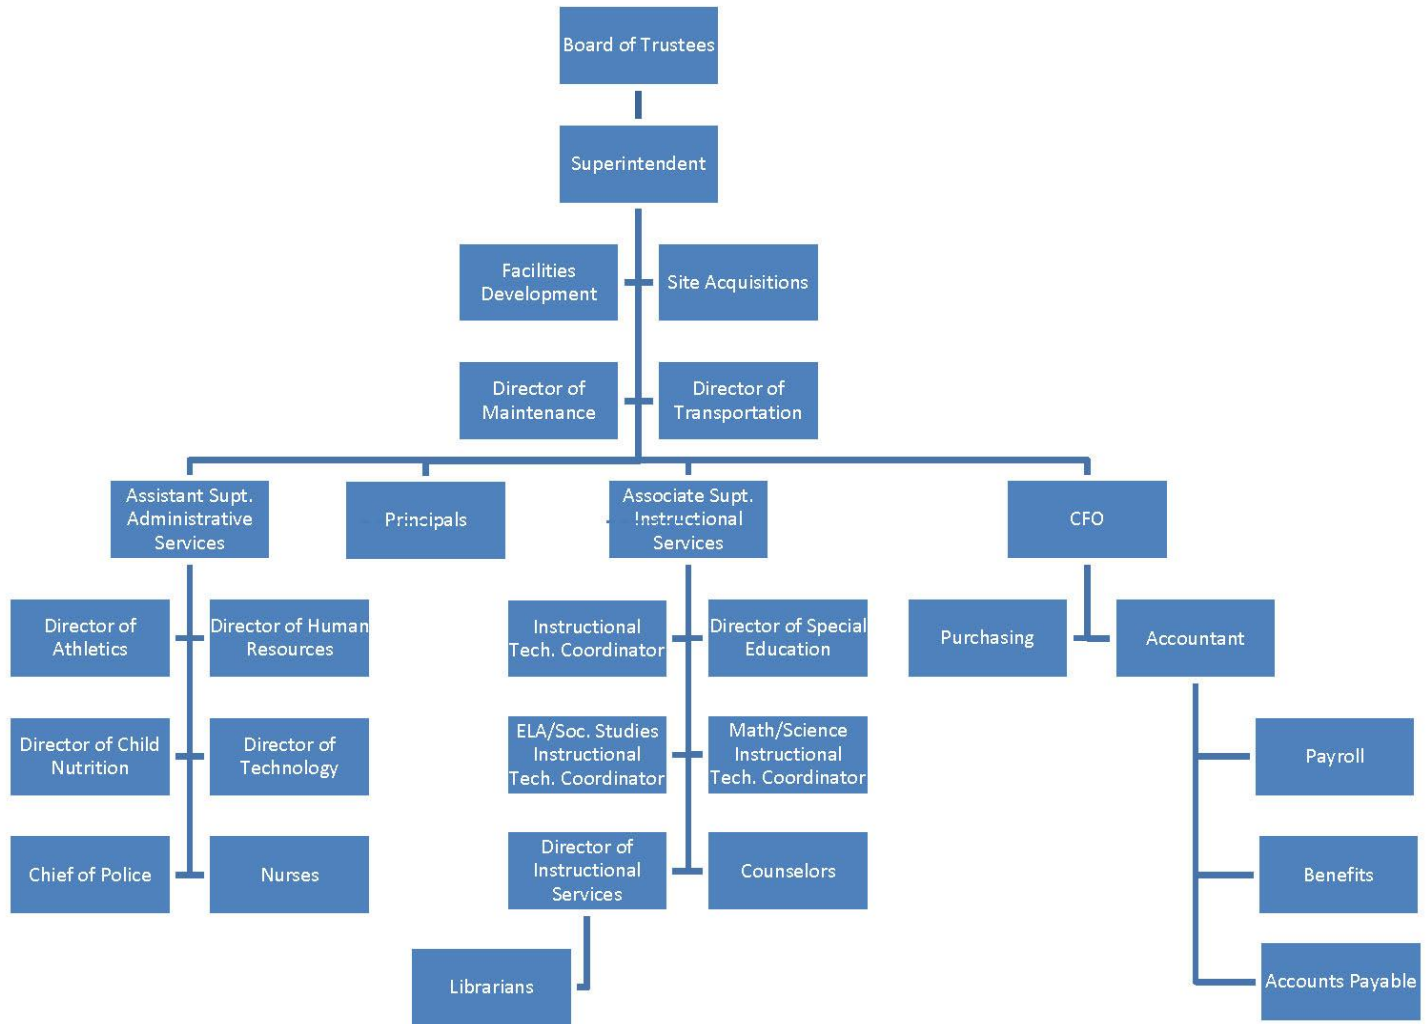 Board of Trustees
Superintendent
Facilities
Development
Site Acquisitions
Director of
Maintenance
Director of
Transportation
Assistant Supt.
Administrative
Services
Principals
Associate Supt.
Instructional
Services
CFO
Director of
Athletics
Director of Human
Resources
Instructional
Tech. Coordinator
Director of Special
Education
Purchasing
Accountant
Director of Child
Nutrition
Director of
Technology
ELA/Soc. Studies
Instructional
Tech. Coordinator
Math/Science
Instructional
Tech. Coordinator
Payroll
Chief of Police
Nurses
Director of
Instructional
Services
Counselors
Benefits
Librarians
Accounts Payable